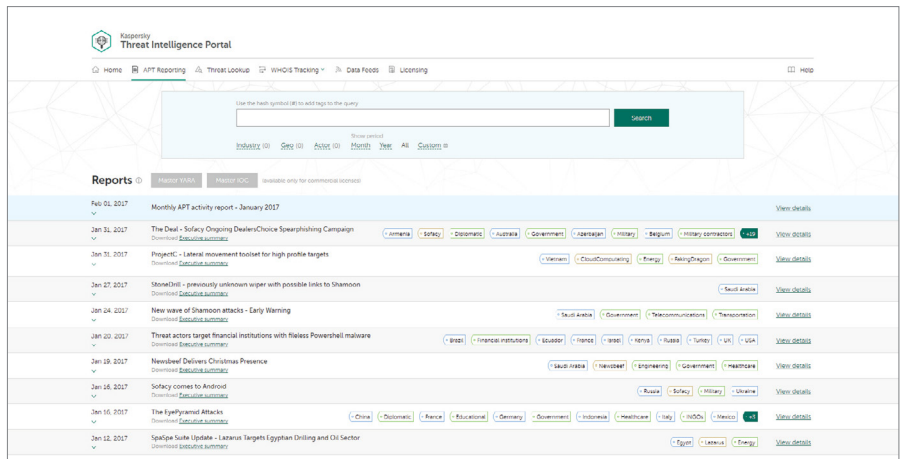 Kaspersky
Threat Intelligence Portal
Home APT Reporting Threat Lookup WHOIS Tracking Data Feeds Licensing Help
Use the hash symbol (#) to add tags to the query
Search
Show period
Industry (0) Geo (0) Actor (0) Month Year All Custom
Reports Master YARA Master IOC (available only for commercial licenses)
Feb 01, 2017 Monthly APT activity report - January 2017 View details
Jan 31, 2017 The Deal - Sofacy Ongoing DealersChoice Spearphishing Campaign Armenia Sofacy Diplomatic Australia Government Azerbaijan Military Belgium Military contractors +19 View details
Download Executive summary
Jan 31, 2017 ProjectC - Lateral movement toolset for high profile targets Vietnam CloudComputating Energy FakingDragon Government View details
Download Executive summary
Jan 27, 2017 StoneDrill - previously unknown wiper with possible links to Shamoon Saudi Arabia View details
Download Executive summary
Jan 24, 2017 New wave of Shamoon attacks - Early Warning Saudi Arabia Government Telecommunications Transportation View details
Download Executive summary
Jan 20, 2017 Threat actors target financial institutions with fileless Powershell malware Brazil Financial institutions Ecuador France Israel Kenya Russia Turkey UK USA View details
Download Executive summary
Jan 19, 2017 Newsbeef Delivers Christmas Presence Saudi Arabia Newsbeef Engineering Government Healthcare View details
Download Executive summary
Jan 16, 2017 Sofacy comes to Android Russia Sofacy Military Ukraine View details
Download Executive summary
Jan 16, 2017 The EyePyramid Attacks China Diplomatic France Educational Germany Government Indonesia Healthcare Italy INGOs Mexico +3 View details
Download Executive summary
Jan 12, 2017 SpaSpe Suite Update - Lazarus Targets Egyptian Drilling and Oil Sector Egypt Lazarus Energy View details
Download Executive summary